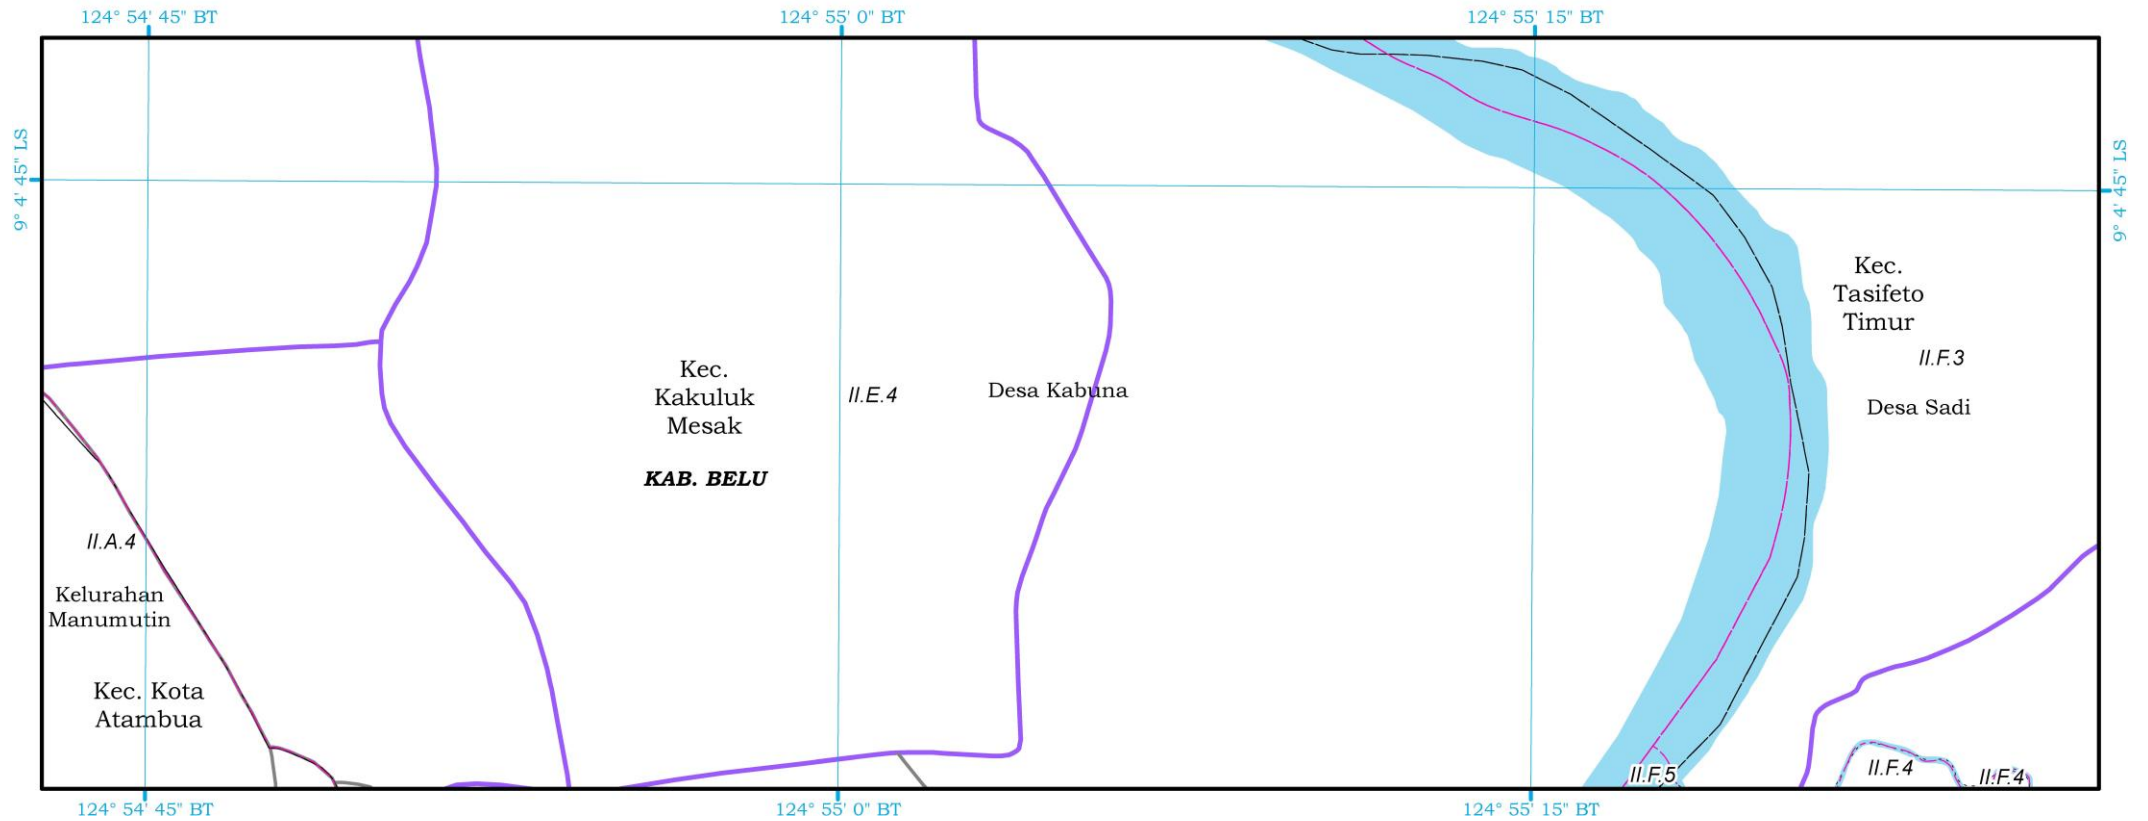 124° 54' 45" BT
124° 55' 0" BT
124° 55' 15" BT
9° 4' 45" LS
9° 4' 45" LS
Kec.
Tasifeto
Timur
II.F.3
Desa Sadi
Kec.
Kakuluk
Mesak
II.E.4
Desa Kabuna
KAB. BELU
II.A.4
Kelurahan
Manumutin
Kec. Kota
Atambua
II.F.5
II.F.4
II.F.4
124° 54' 45" BT
124° 55' 0" BT
124° 55' 15" BT